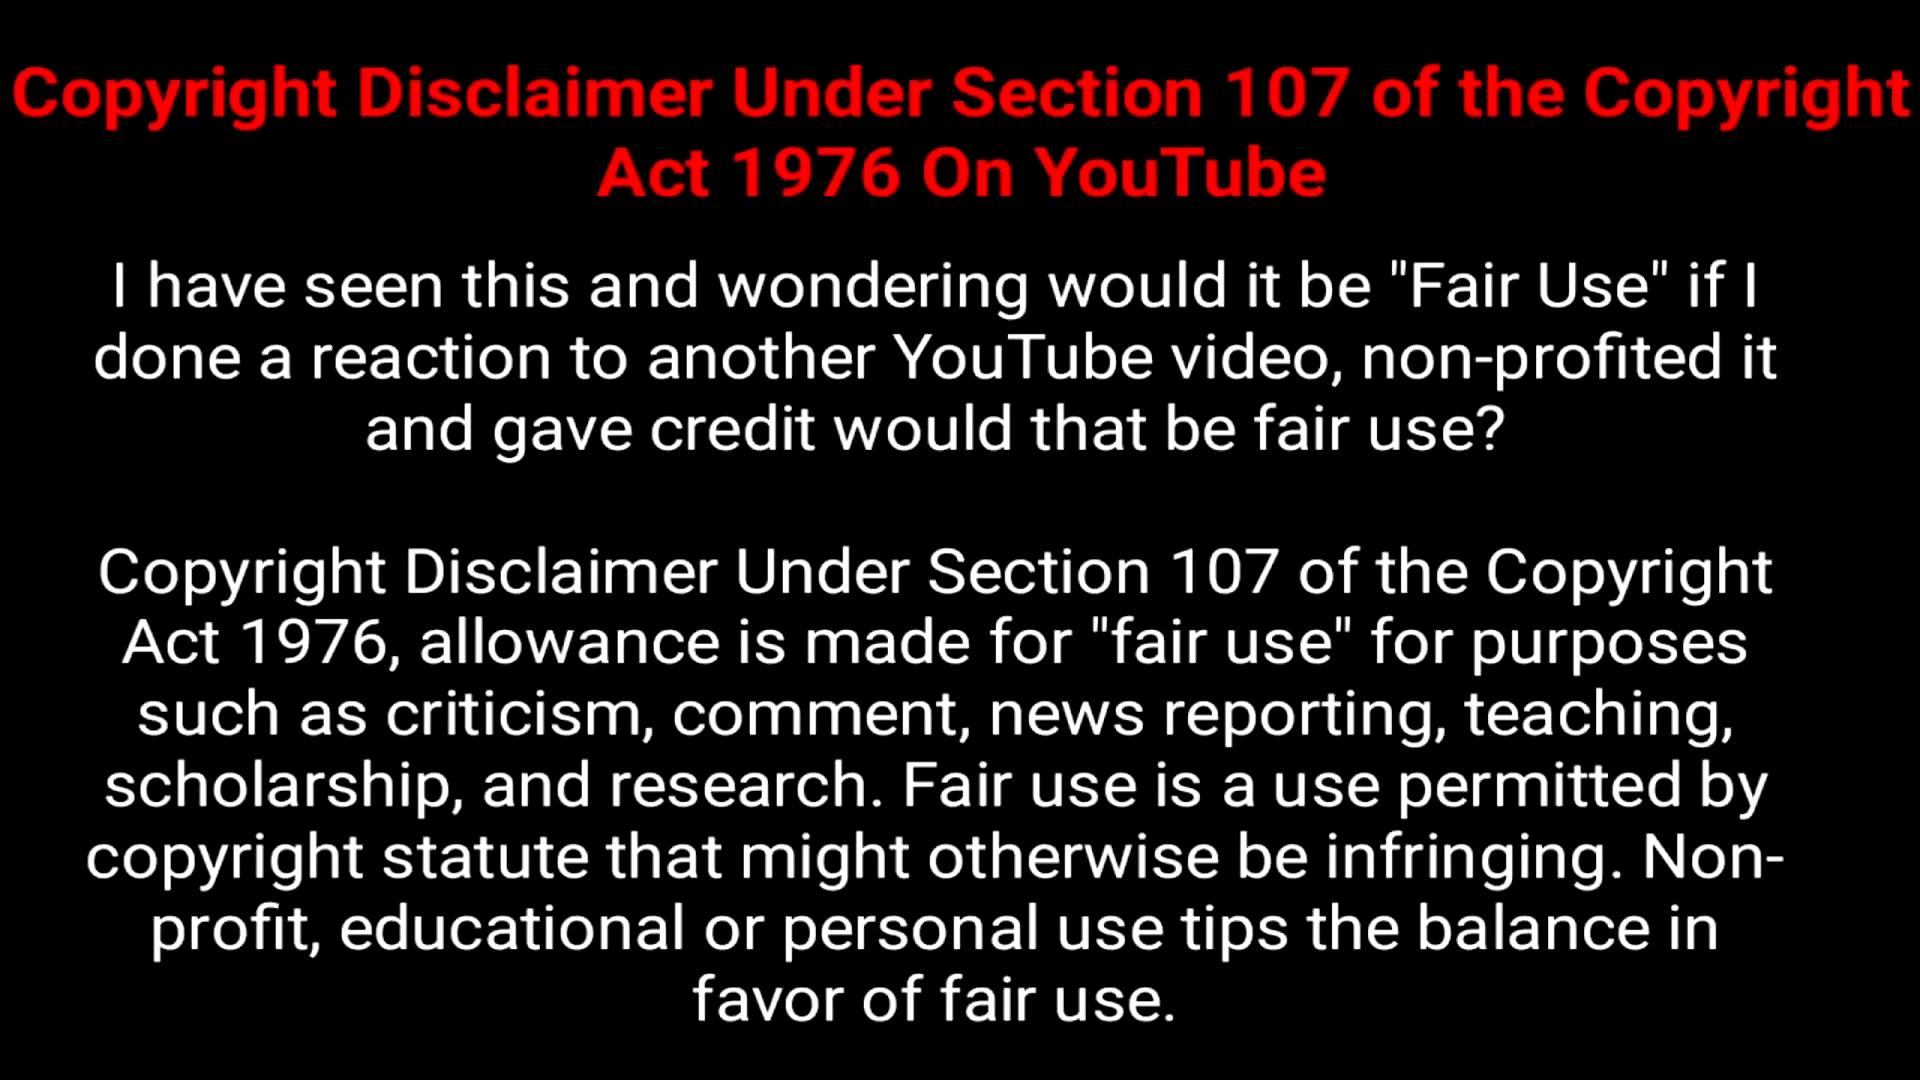 Copyright Disclaimer Under Section 107 of the Copyright
Act 1976 On YouTube
I have seen this and wondering would it be "Fair Use" if I
done a reaction to another YouTube video, non-profited it
and gave credit would that be fair use?
Copyright Disclaimer Under Section 107 of the Copyright
Act 1976, allowance is made for "fair use" for purposes
such as criticism, comment, news reporting, teaching,
scholarship, and research. Fair use is a use permitted by
copyright statute that might otherwise be infringing. Non-
profit, educational or personal use tips the balance in
favor of fair use.